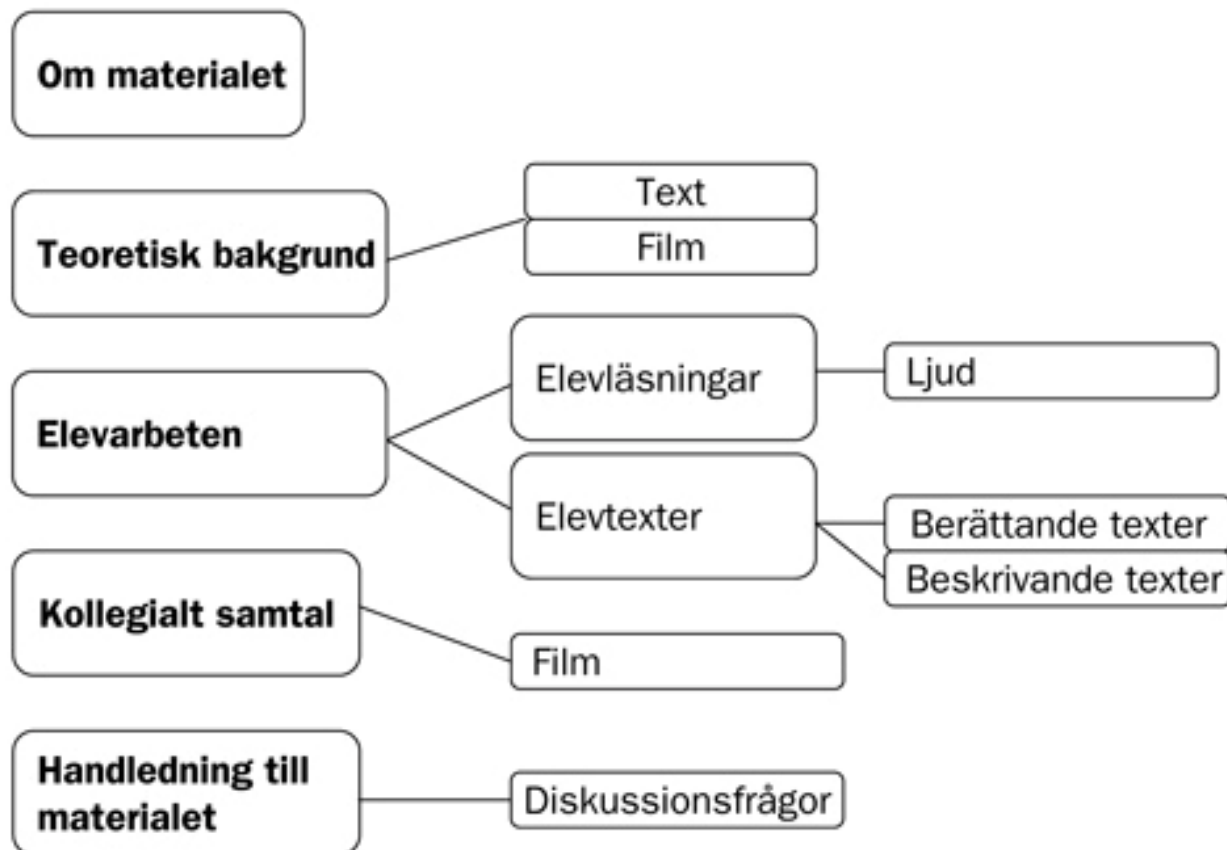 Om materialet
Teoretisk bakgrund
Text
Film
Elevarbeten
Elevläsningar
Ljud
Elevtexter
Berättande texter
Beskrivande texter
Kollegialt samtal
Film
Handledning till
materialet
Diskussionsfrågor